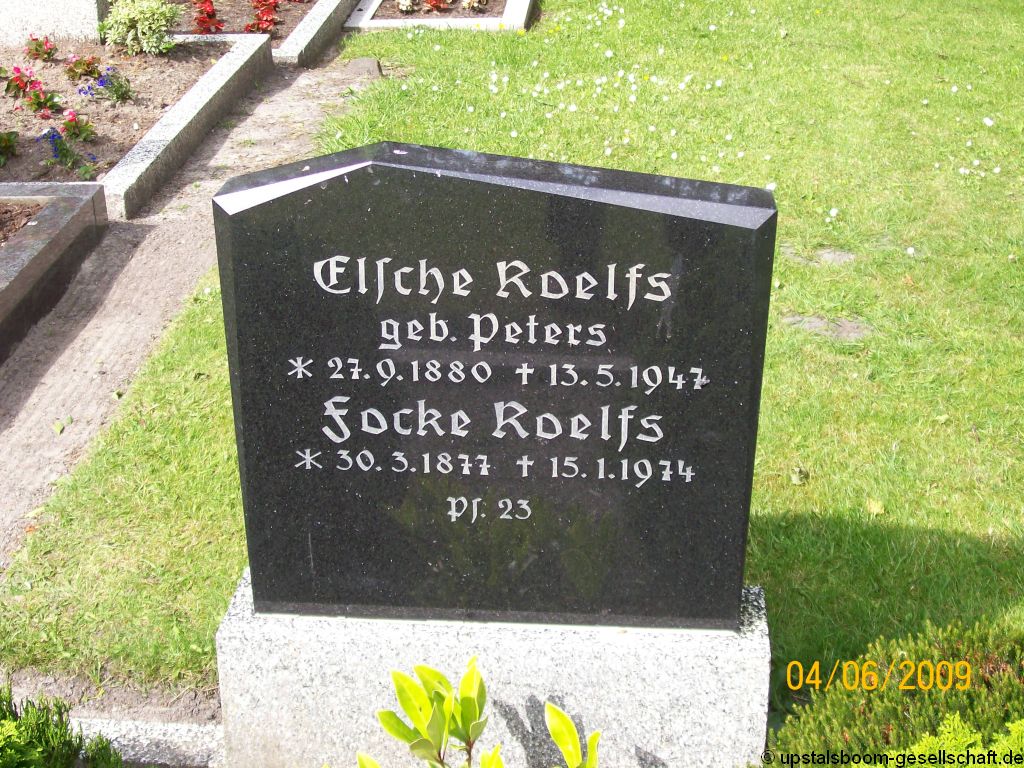 Elſche Roelfs
geb. Peters
* 27.9.1880 † 13.5.1947
Focke Roelfs
* 30.3.1877 † 15.1.1974
Pſ. 23
04/06/2009
© upstalsboom-gesellschaft.de